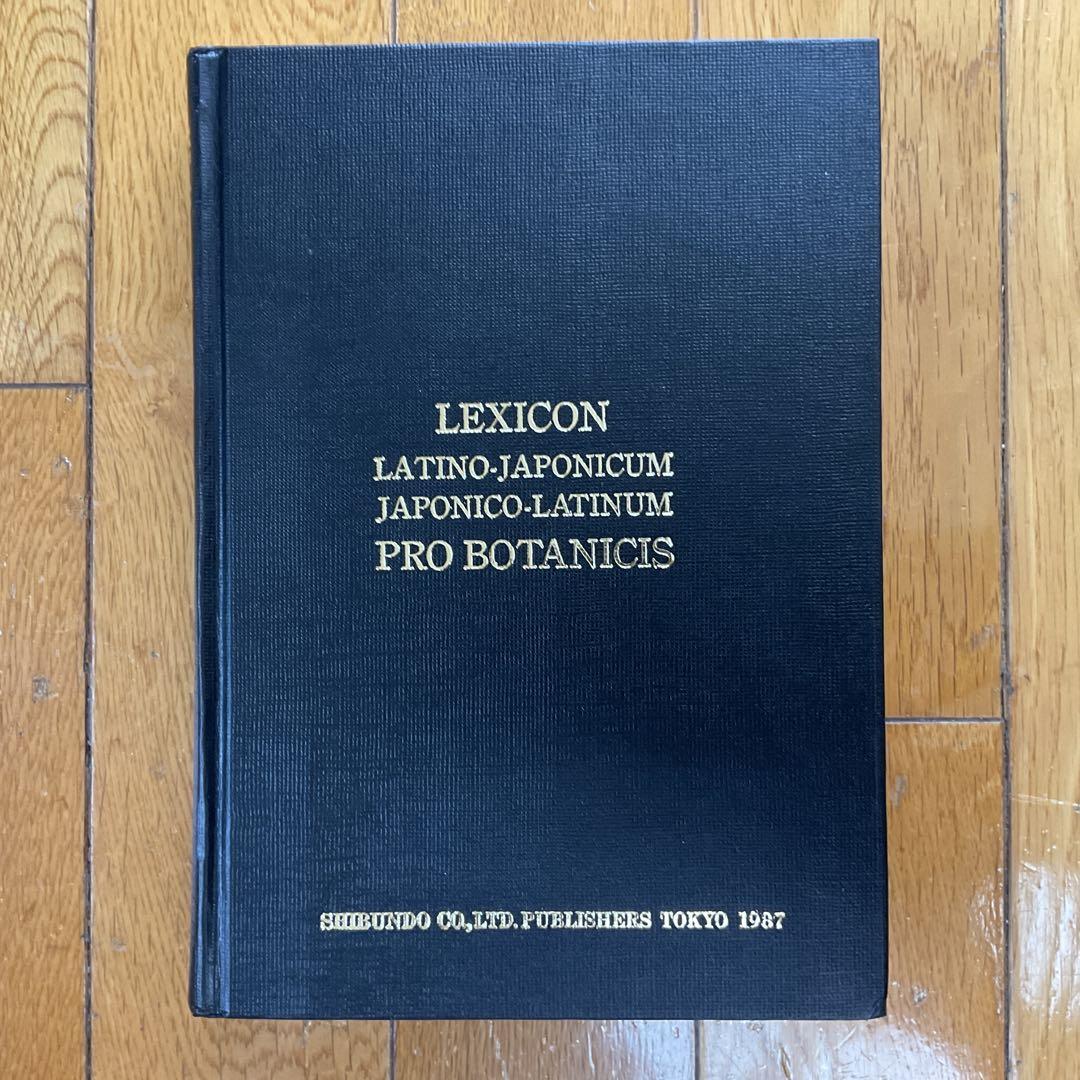 LEXICON
LATINO-JAPONICUM
JAPONICO-LATINUM
PRO BOTANICIS
SHIBUNDO CO.,LTD. PUBLISHERS TOKYO 1987